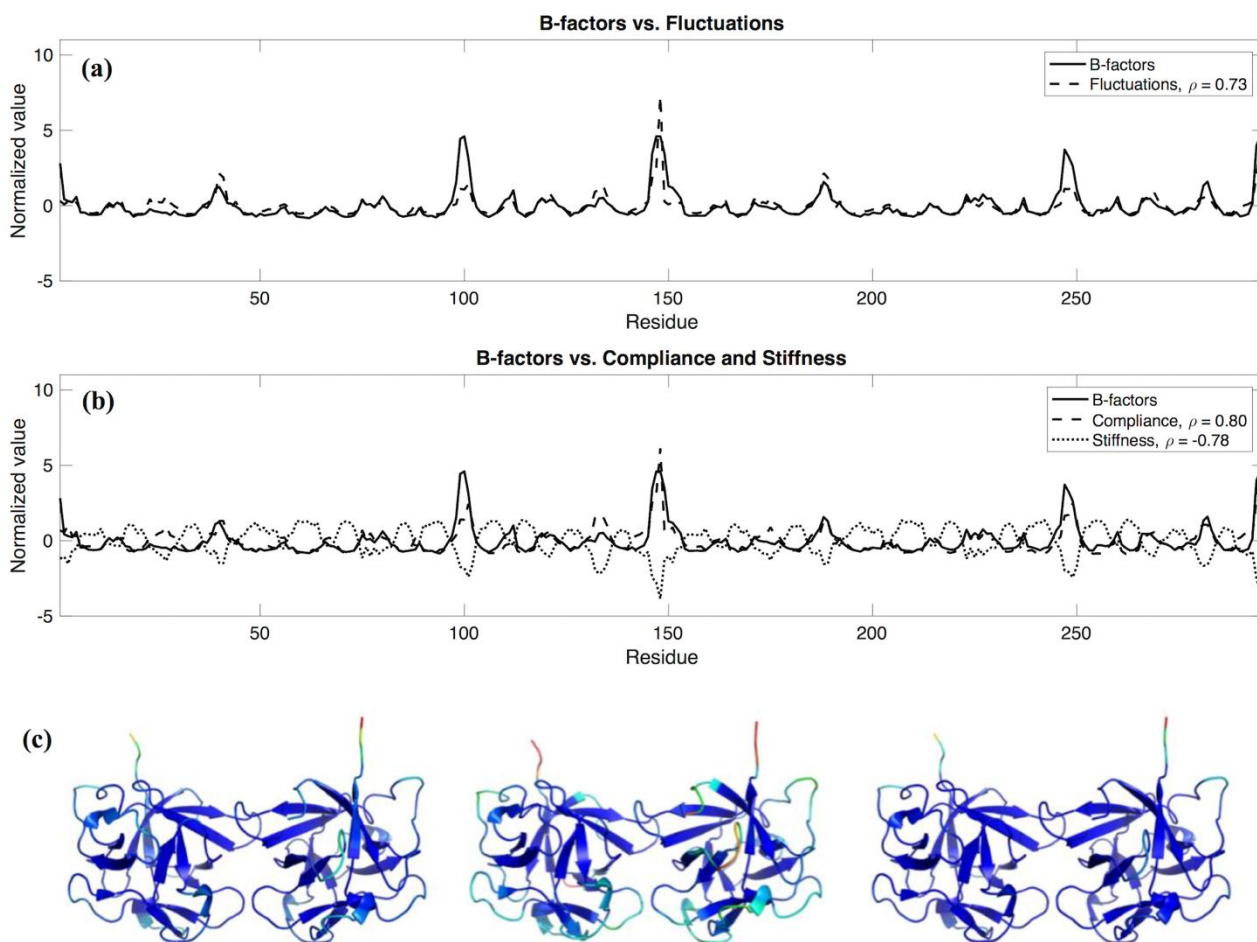 B-factors vs. Fluctuations
(a)
B-factors
Fluctuations, ρ = 0.73
Normalized value
10
5
0
-5
50
100
150
200
250
Residue
B-factors vs. Compliance and Stiffness
(b)
B-factors
Compliance, ρ = 0.80
Stiffness, ρ = -0.78
Normalized value
10
5
0
-5
50
100
150
200
250
Residue
(c)